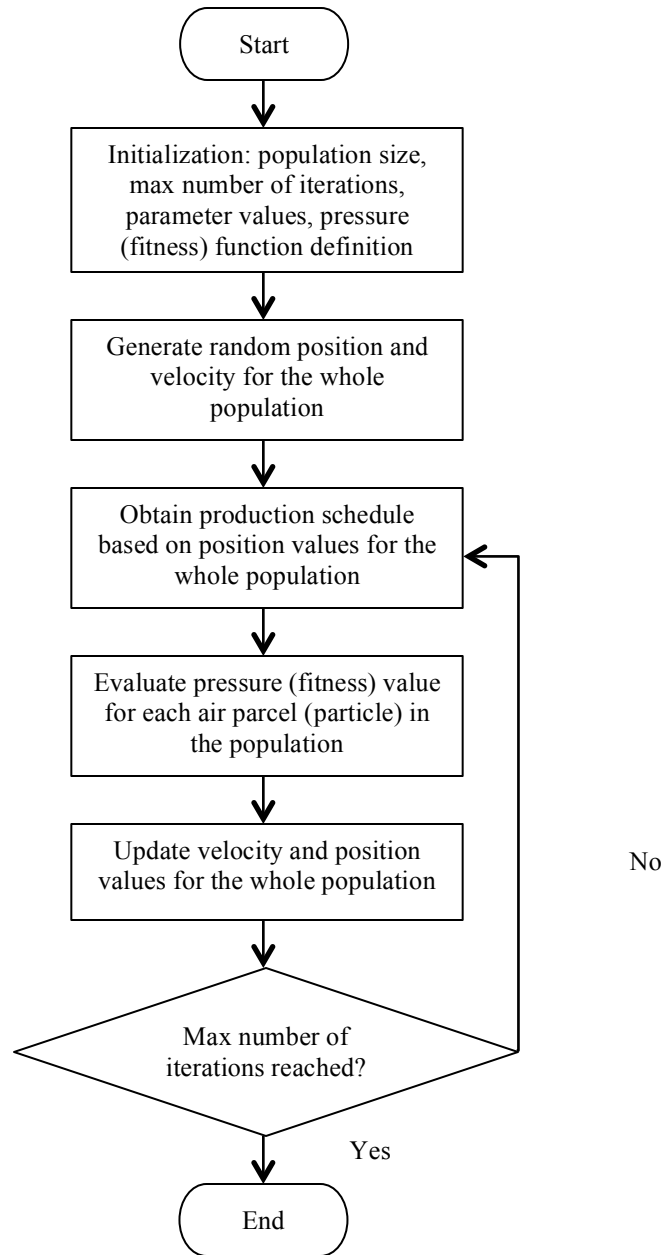 Start
Initialization: population size,
max number of iterations,
parameter values, pressure
(fitness) function definition
Generate random position and
velocity for the whole
population
Obtain production schedule
based on position values for the
whole population
Evaluate pressure (fitness) value
for each air parcel (particle) in
the population
Update velocity and position
values for the whole population
No
Max number of
iterations reached?
Yes
End